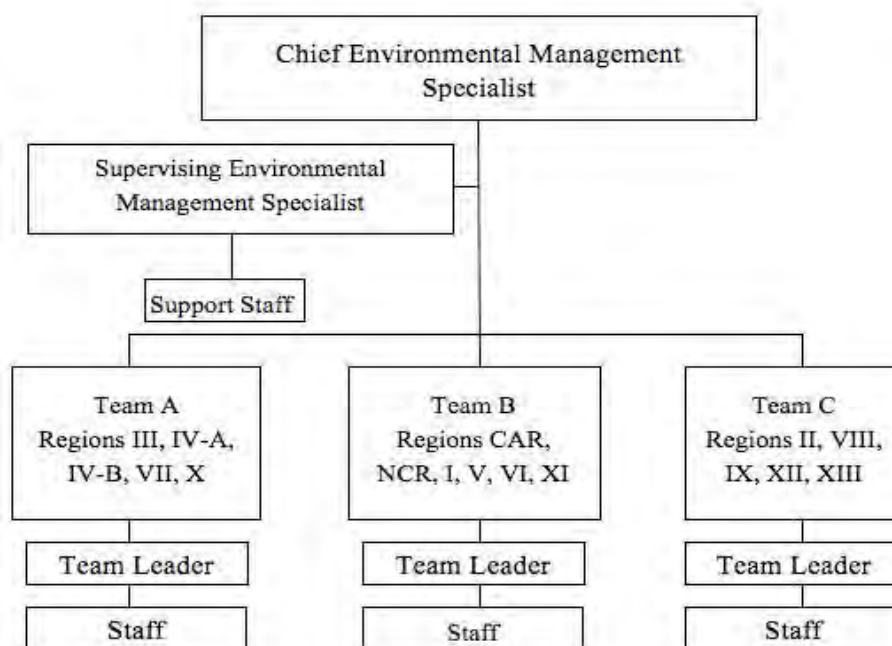 Chief Environmental Management
Specialist
Supervising Environmental
Management Specialist
Support Staff
Team A
Regions III, IV-A,
IV-B, VII, X
Team Leader
Staff
Team B
Regions CAR,
NCR, I, V, VI, XI
Team Leader
Staff
Team C
Regions II, VIII,
IX, XII, XIII
Team Leader
Staff